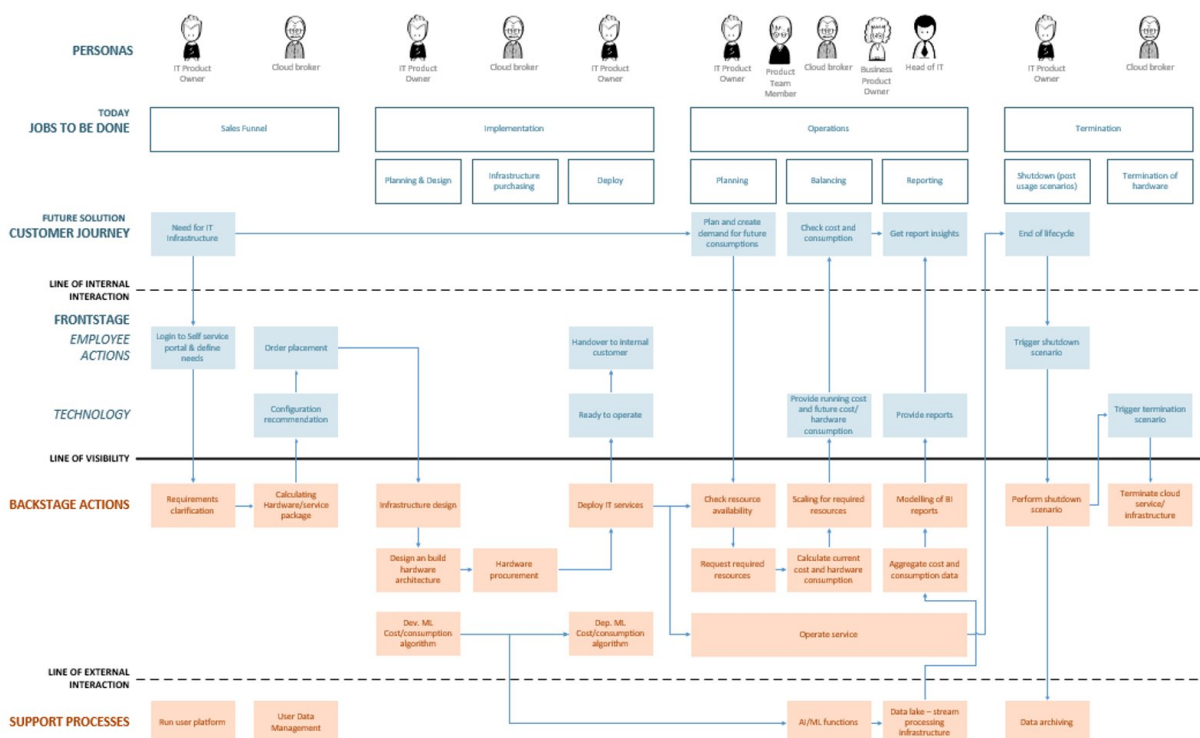 PERSONAS
IT Product
Owner
Cloud broker
IT Product
Owner
Cloud broker
IT Product
Owner
IT Product
Owner
Product
Team
Member
Cloud broker
Business
Product
Owner
Head of IT
IT Product
Owner
Cloud broker
TODAY
JOBS TO BE DONE
Sales Funnel
Implementation
Operations
Termination
Planning & Design
Infrastructure
purchasing
Deploy
Planning
Balancing
Reporting
Shutdown (post
usage scenarios)
Termination of
hardware
FUTURE SOLUTION
CUSTOMER JOURNEY
Need for IT
Infrastructure
Plan and create
demand for future
consumptions
Check cost and
consumption
Get report insights
End of lifecycle
LINE OF INTERNAL
INTERACTION
FRONTSTAGE
EMPLOYEE
ACTIONS
Login to Self service
portal & define
needs
Order placement
Handover to internal
customer
Trigger shutdown
scenario
TECHNOLOGY
Configuration
recommendation
Ready to operate
Provide running cost
and future cost/
hardware
consumption
Provide reports
Trigger termination
scenario
LINE OF VISIBILITY
BACKSTAGE ACTIONS
Requirements
clarification
Calculating
Hardware/service
package
Infrastructure design
Deploy IT services
Check resource
availability
Scaling for required
resources
Modelling of BI
reports
Perform shutdown
scenario
Terminate cloud
service/
infrastructure
Design an build
hardware
architecture
Hardware
procurement
Request required
resources
Calculate current
cost and hardware
consumption
Aggregate cost and
consumption data
Dev. ML
Cost/consumption
algorithm
Dep. ML
Cost/consumption
algorithm
Operate service
LINE OF EXTERNAL
INTERACTION
SUPPORT PROCESSES
Run user platform
User Data
Management
AI/ML functions
Data lake – stream
processing
infrastructure
Data archiving